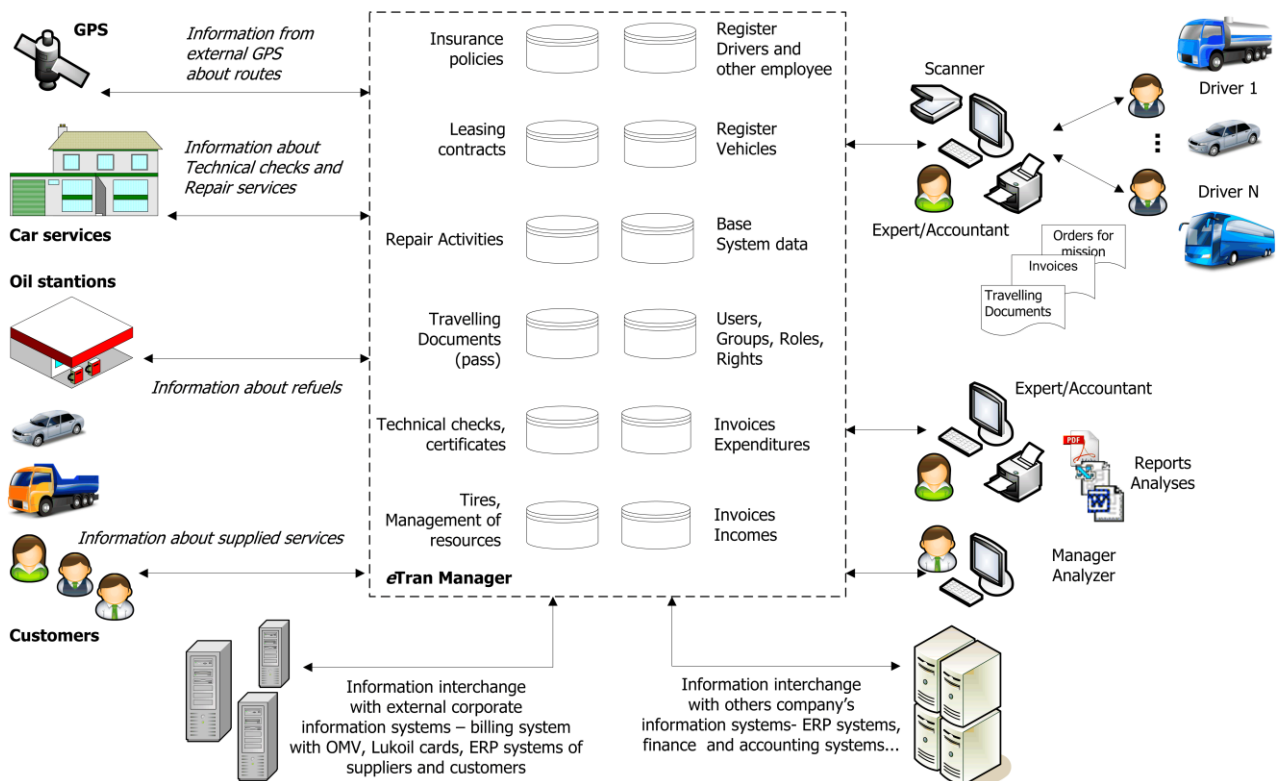 GPS
Information from
external GPS
about routes
Information about
Technical checks and
Repair services
Car services
Oil stantions
Information about refuels
Information about supplied services
Customers
Insurance
policies
Register
Drivers and
other employee
Leasing
contracts
Register
Vehicles
Repair Activities
Base
System data
Travelling
Documents
(pass)
Users,
Groups, Roles,
Rights
Technical checks,
certificates
Invoices
Expenditures
Tires,
Management of
resources
Invoices
Incomes
eTran Manager
Scanner
Expert/Accountant
Driver 1
Driver N
Orders for
mission
Invoices
Travelling
Documents
Expert/Accountant
PDF
W
Reports
Analyses
Manager
Analyzer
Information interchange
with external corporate
information systems – billing system
with OMV, Lukoil cards, ERP systems of
suppliers and customers
Information interchange
with others company's
information systems- ERP systems,
finance and accounting systems...